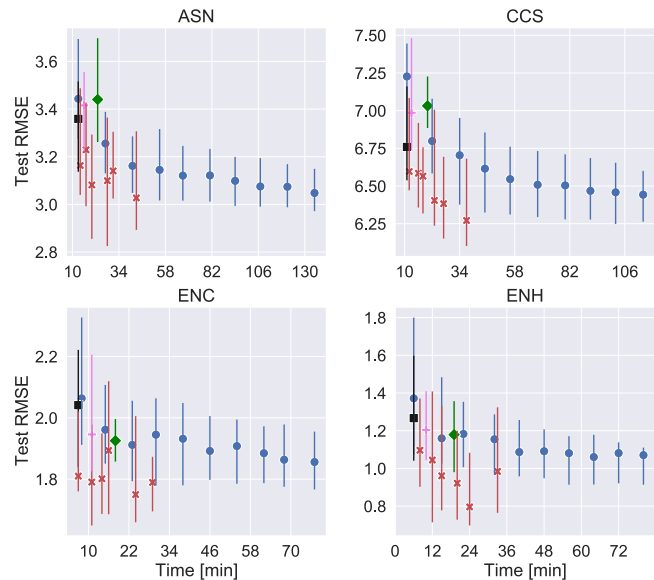 ASN
CCS
Test RMSE
3.6
3.4
3.2
3.0
2.8
10 34 58 82 106 130
7.50
7.25
7.00
6.75
6.50
6.25
10 34 58 82 106
ENC
ENH
Test RMSE
2.2
2.0
1.8
10 22 34 46 58 70
Time [min]
1.8
1.6
1.4
1.2
1.0
0.8
0 12 24 36 48 60 72
Time [min]